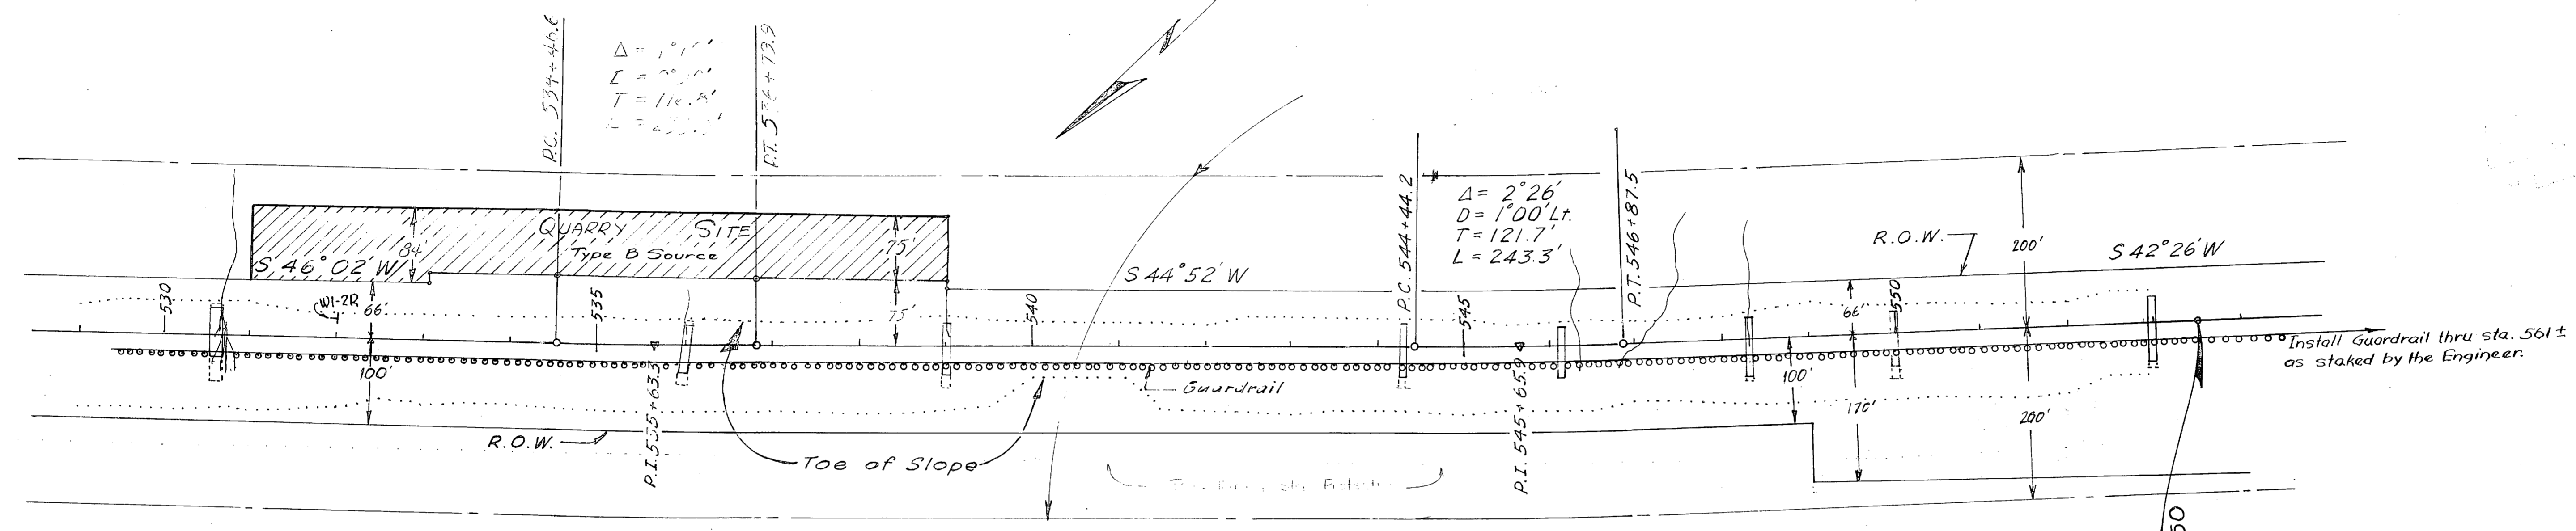 P.C. 534+46.6
T = 116.8'
QUARRY SITE
Type B Source
84'
75'
S 46° 02' W
W1-2R
66'
75'
530
535
540
S 44° 52' W
P.C. 544+44.2
Δ = 2° 26'
D = 1° 00' Lt.
T = 121.7'
L = 243.3'
P.T. 546+87.5
545
R.O.W.
200'
S 42° 26' W
66'
550
Install Guardrail thru sta. 561 ±
as staked by the Engineer.
100'
Guardrail
100'
170'
200'
R.O.W.
P.I. 535+63.3
Toe of Slope
P.I. 545+65.9
50